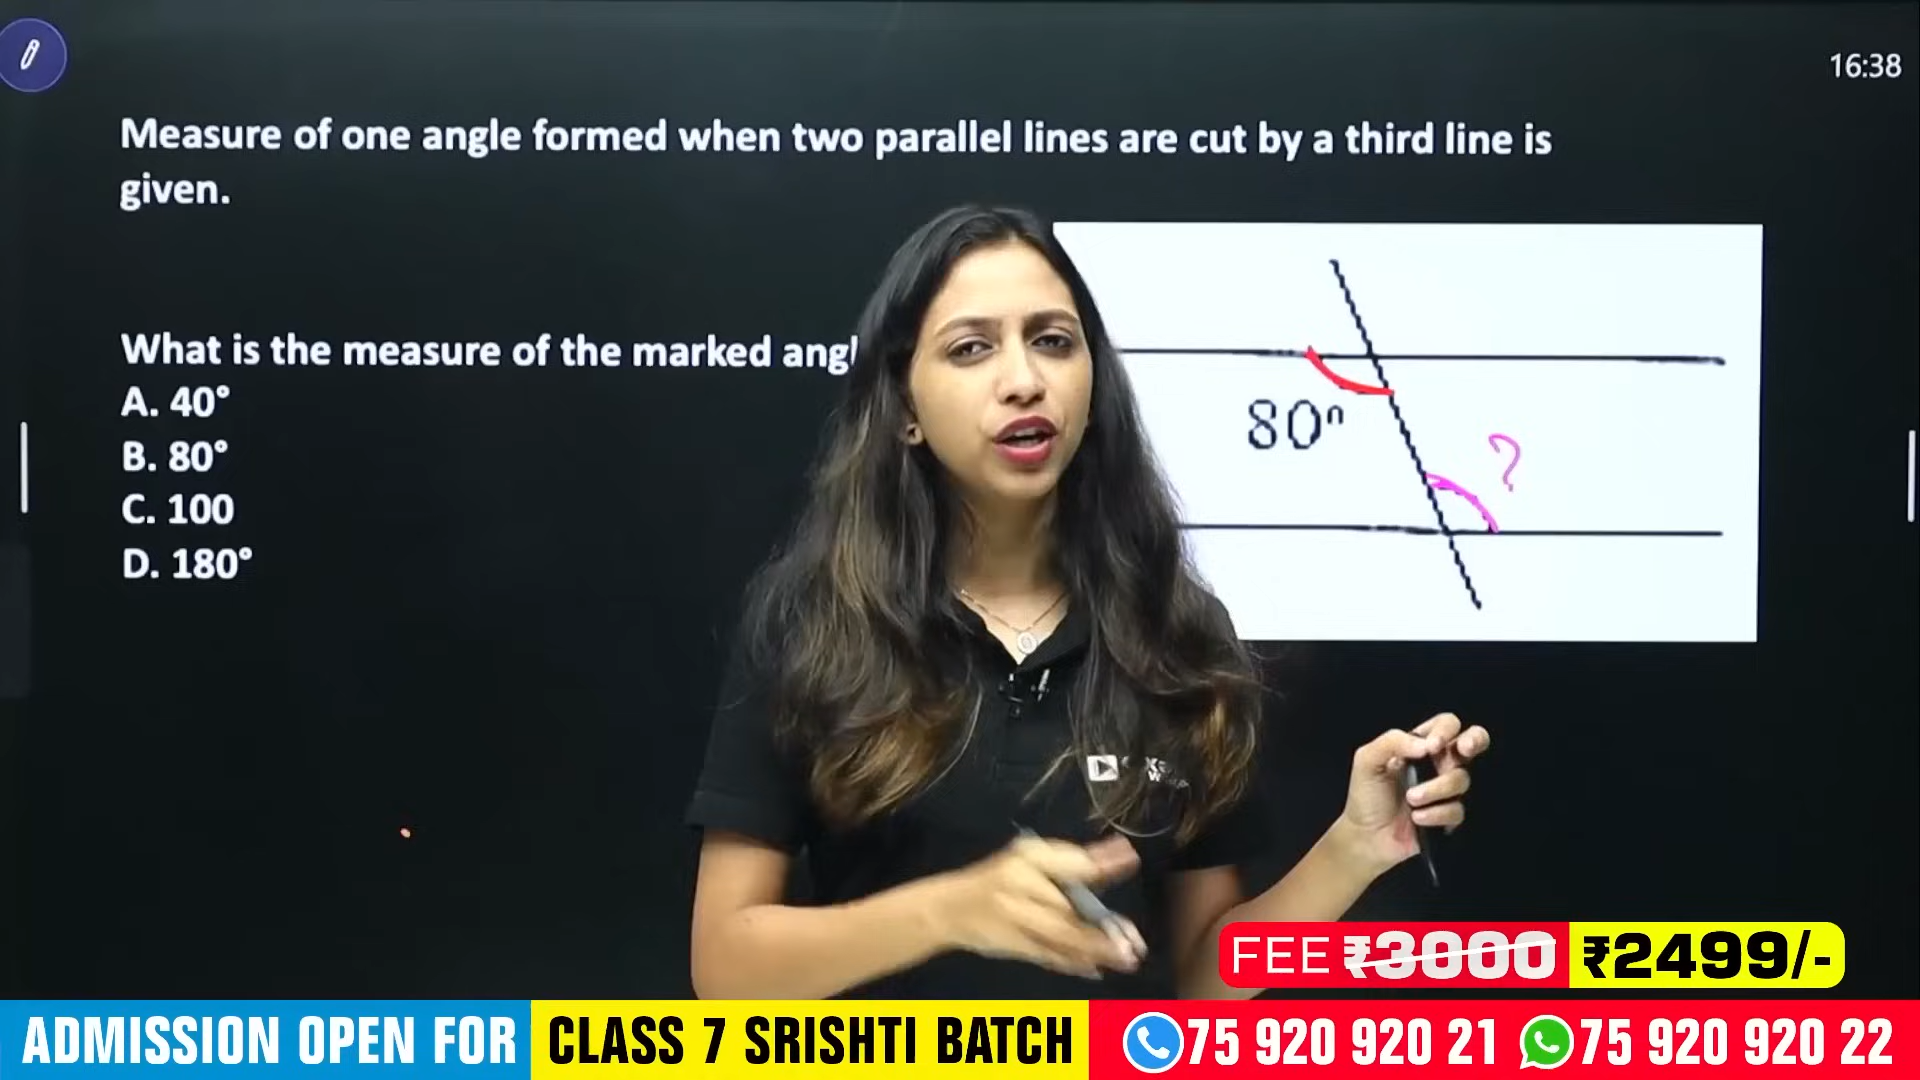 16:38
Measure of one angle formed when two parallel lines are cut by a third line is
given.
What is the measure of the marked angl
A. 40°
B. 80°
C. 100
D. 180°
80°
?
FEE ₹3000 ₹2499/-
ADMISSION OPEN FOR CLASS 7 SRISHTI BATCH 75 920 920 21 75 920 920 22